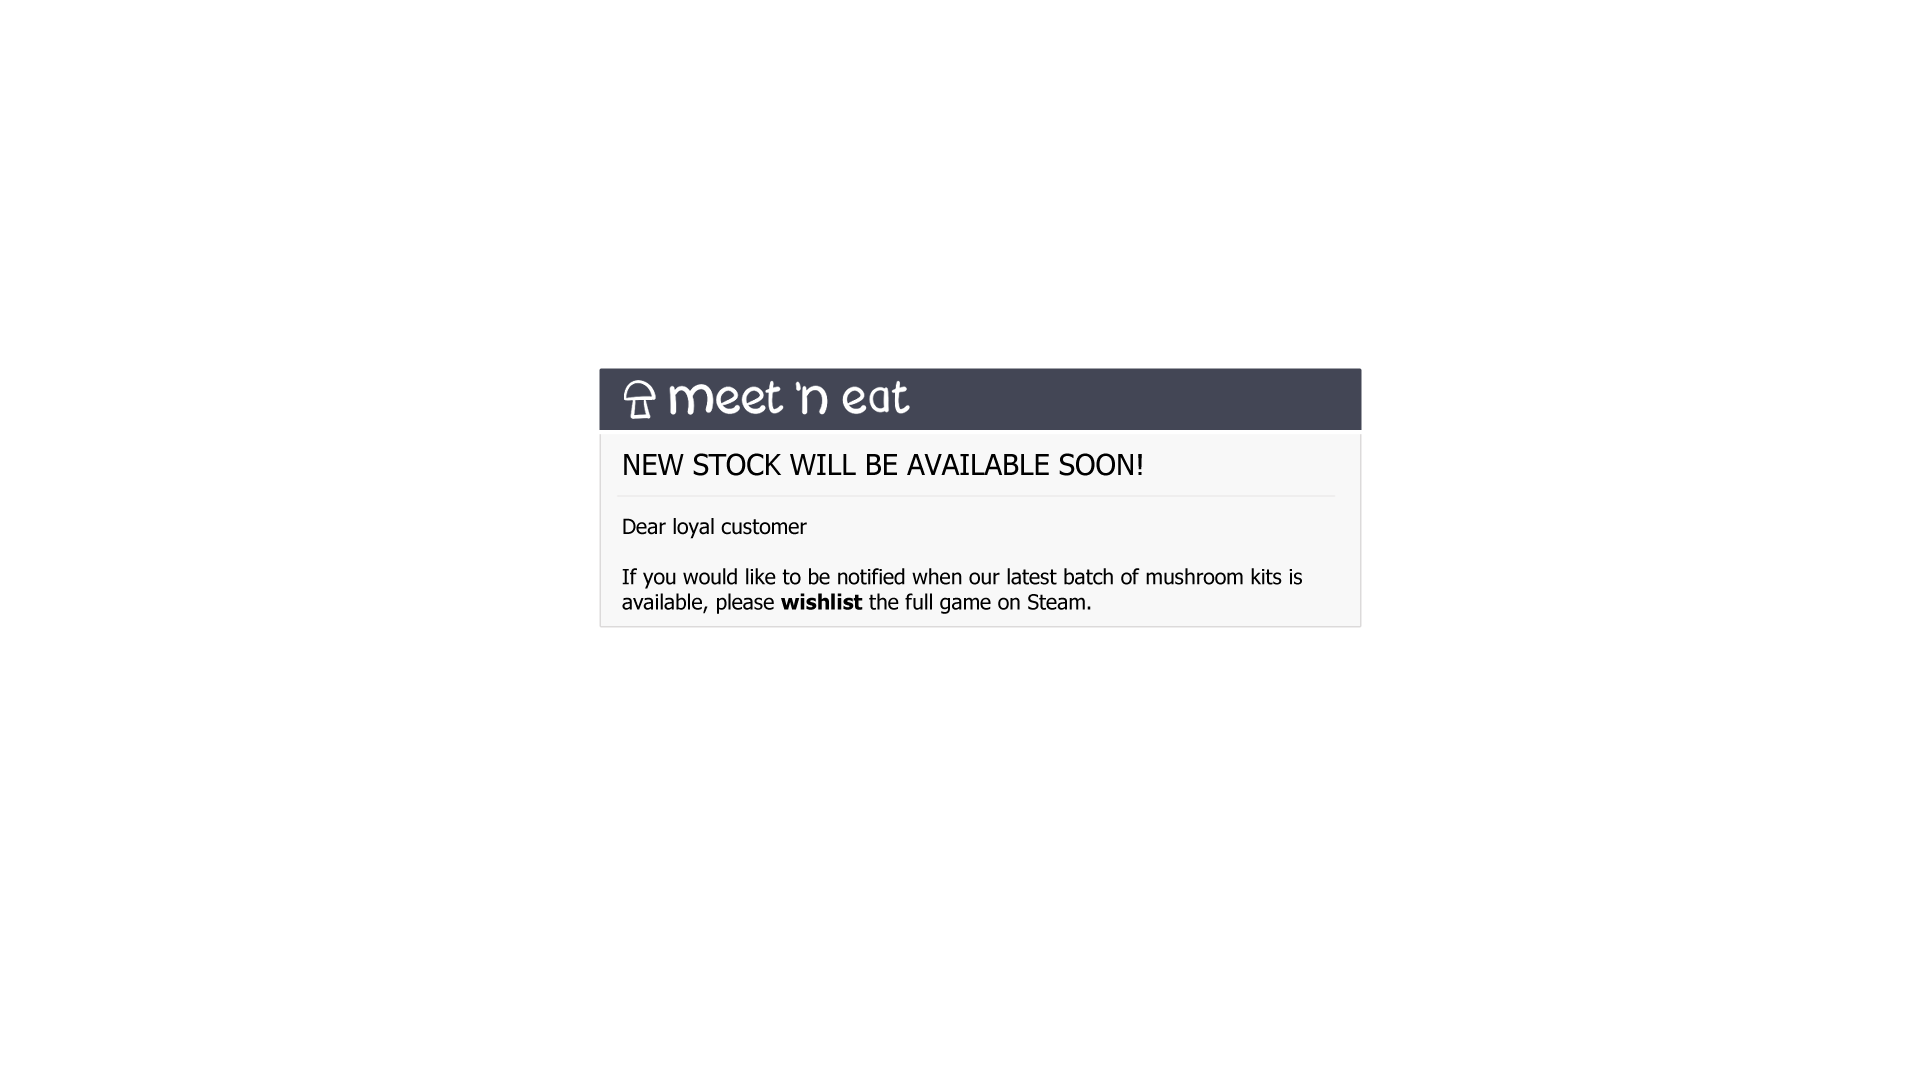 meet 'n eat
NEW STOCK WILL BE AVAILABLE SOON!
Dear loyal customer
If you would like to be notified when our latest batch of mushroom kits is
available, please wishlist the full game on Steam.